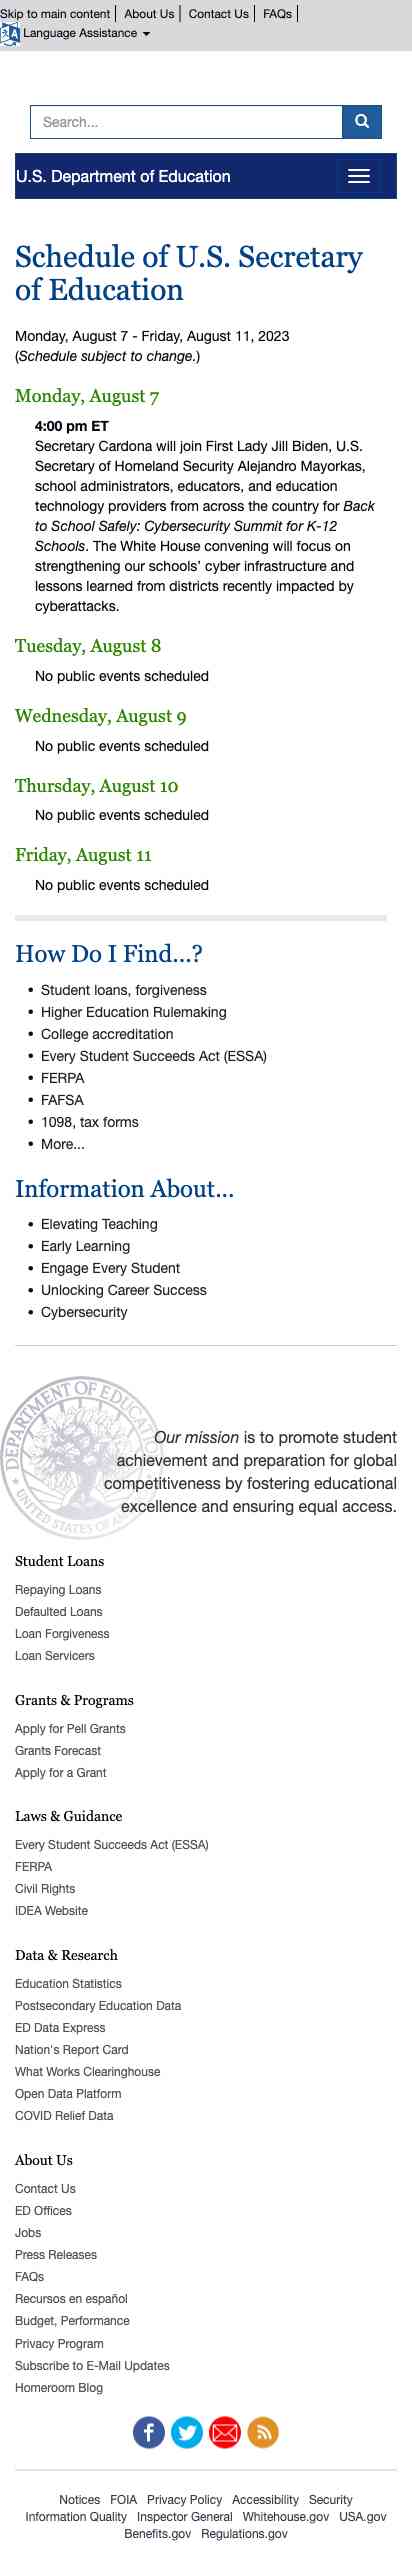 Skip to main content | About Us | Contact Us | FAQs |
Language Assistance
Search...
U.S. Department of Education
Schedule of U.S. Secretary
of Education
Monday, August 7 - Friday, August 11, 2023
(Schedule subject to change.)
Monday, August 7
4:00 pm ET
Secretary Cardona will join First Lady Jill Biden, U.S.
Secretary of Homeland Security Alejandro Mayorkas,
school administrators, educators, and education
technology providers from across the country for Back
to School Safely: Cybersecurity Summit for K-12
Schools. The White House convening will focus on
strengthening our schools’ cyber infrastructure and
lessons learned from districts recently impacted by
cyberattacks.
Tuesday, August 8
No public events scheduled
Wednesday, August 9
No public events scheduled
Thursday, August 10
No public events scheduled
Friday, August 11
No public events scheduled
How Do I Find...?
• Student loans, forgiveness
• Higher Education Rulemaking
• College accreditation
• Every Student Succeeds Act (ESSA)
• FERPA
• FAFSA
• 1098, tax forms
• More...
Information About...
• Elevating Teaching
• Early Learning
• Engage Every Student
• Unlocking Career Success
• Cybersecurity
DEPARTMENT OF EDUCA
UNITED STATES OF AM
Our mission is to promote student
achievement and preparation for global
competitiveness by fostering educational
excellence and ensuring equal access.
Student Loans
Repaying Loans
Defaulted Loans
Loan Forgiveness
Loan Servicers
Grants & Programs
Apply for Pell Grants
Grants Forecast
Apply for a Grant
Laws & Guidance
Every Student Succeeds Act (ESSA)
FERPA
Civil Rights
IDEA Website
Data & Research
Education Statistics
Postsecondary Education Data
ED Data Express
Nation's Report Card
What Works Clearinghouse
Open Data Platform
COVID Relief Data
About Us
Contact Us
ED Offices
Jobs
Press Releases
FAQs
Recursos en español
Budget, Performance
Privacy Program
Subscribe to E-Mail Updates
Homeroom Blog
Notices FOIA Privacy Policy Accessibility Security
Information Quality Inspector General Whitehouse.gov USA.gov
Benefits.gov Regulations.gov